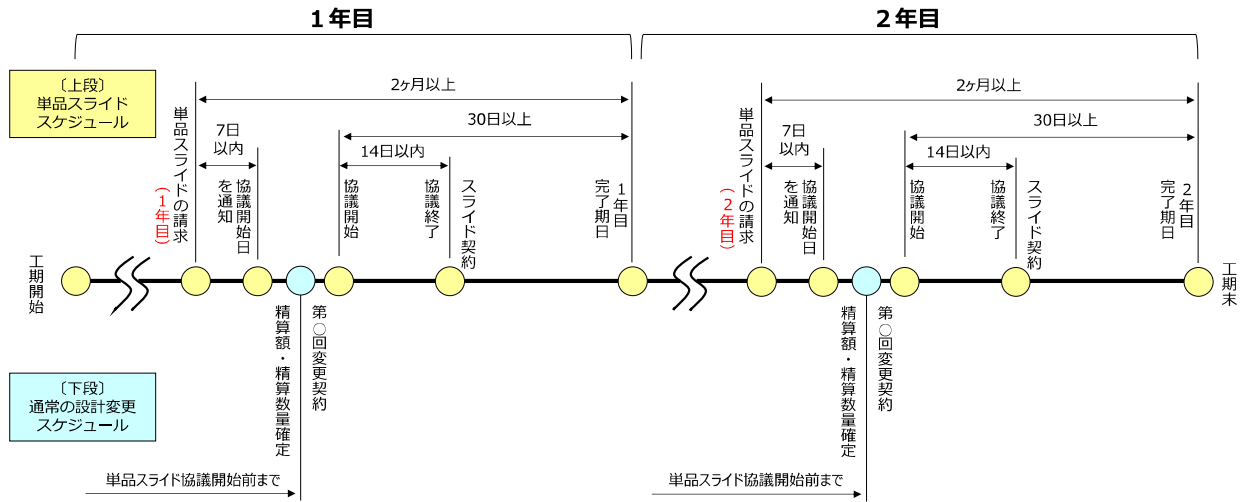 1年目
2年目
〔上段〕
単品スライド
スケジュール
2ヶ月以上
30日以上
7日
以内
14日以内
単品スライドの請求
(1年目)
協議開始日
を通知
協議開始
協議終了
スライド契約
1年目
完了期日
2ヶ月以上
30日以上
7日
以内
14日以内
単品スライドの請求
(2年目)
協議開始日
を通知
協議開始
協議終了
スライド契約
2年目
完了期日
工期開始
工期末
第○回変更契約
精算額・精算数量確定
第○回変更契約
精算額・精算数量確定
〔下段〕
通常の設計変更
スケジュール
単品スライド協議開始前まで
単品スライド協議開始前まで